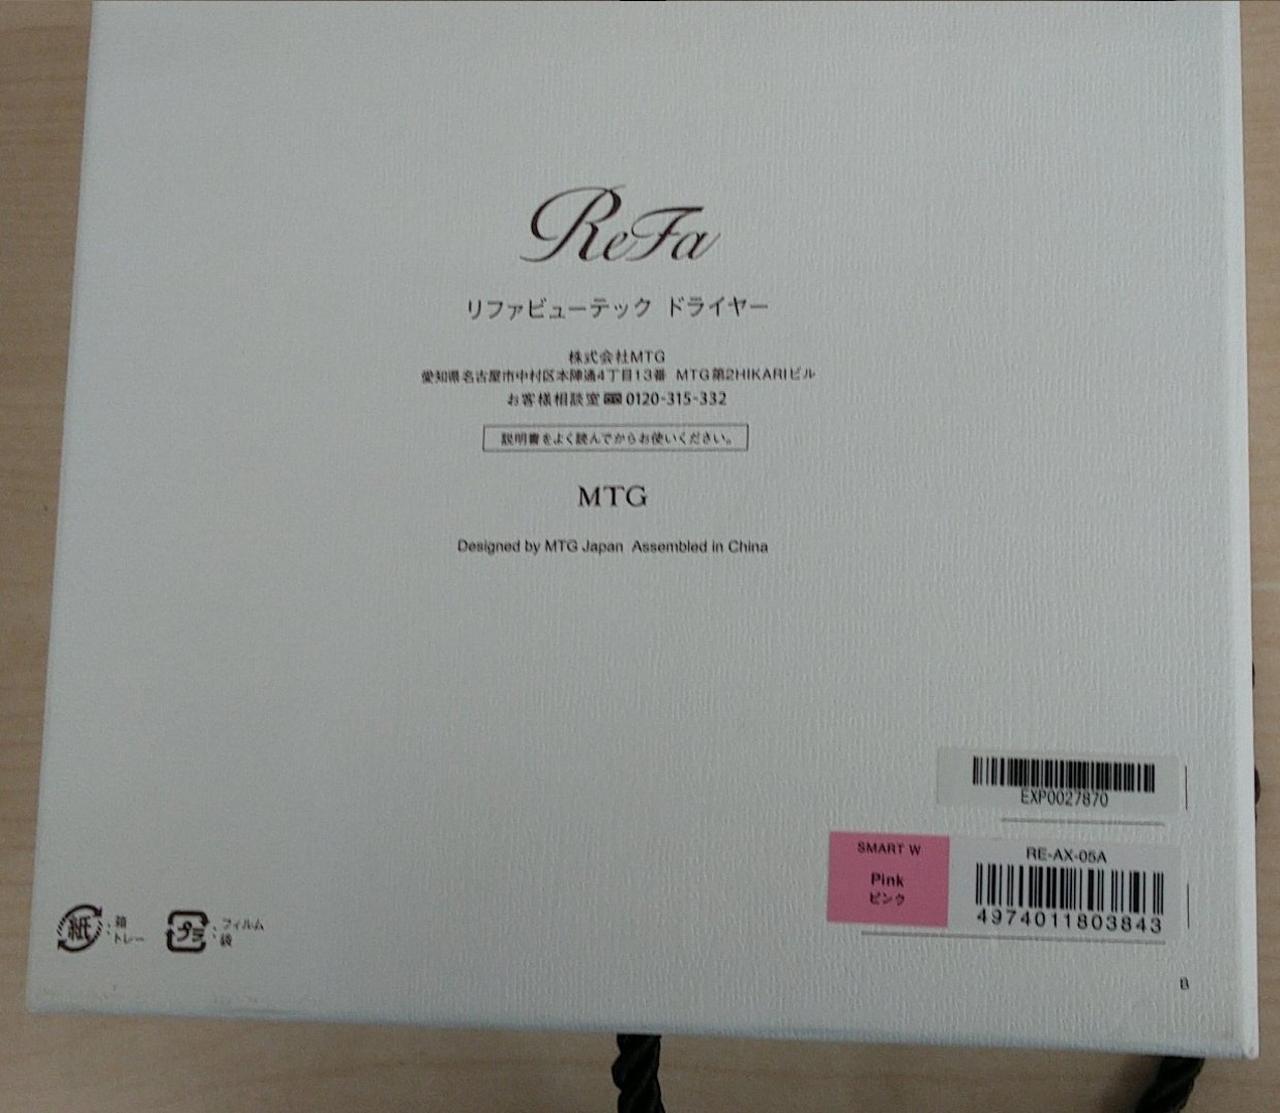 ReFa
リファビューテック ドライヤー
株式会社MTG
愛知県名古屋市中村区本陣通4丁目13番 MTG第2HIKARIビル
お客様相談室 0120-315-332
説明書をよく読んでからお使いください。
MTG
Designed by MTG Japan Assembled in China
EXP0027870
SMART W
Pink
ピンク
RE-AX-05A
4974011803843
紙:箱
トレー
プラ:フィルム
袋
B